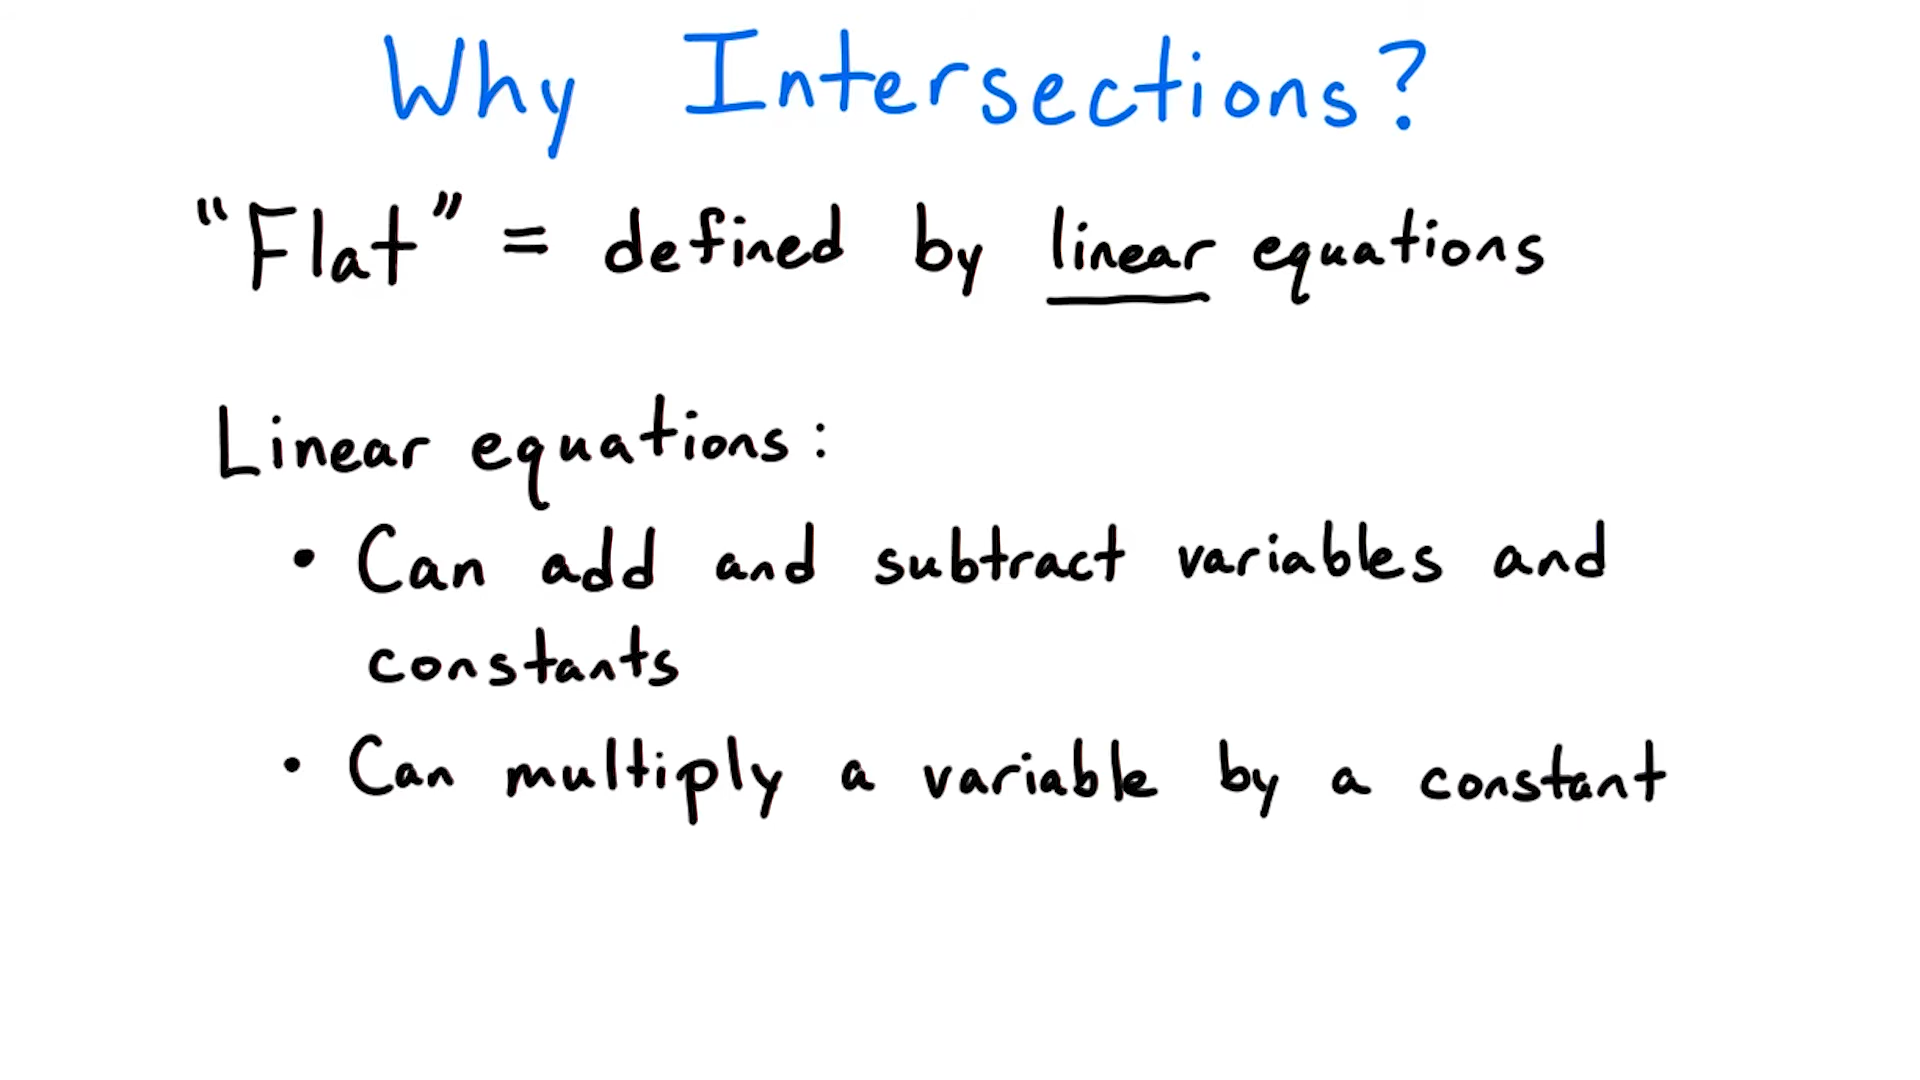 Why Intersections?
“Flat” = defined by linear equations
Linear equations:
• Can add and subtract variables and
constants
• Can multiply a variable by a constant